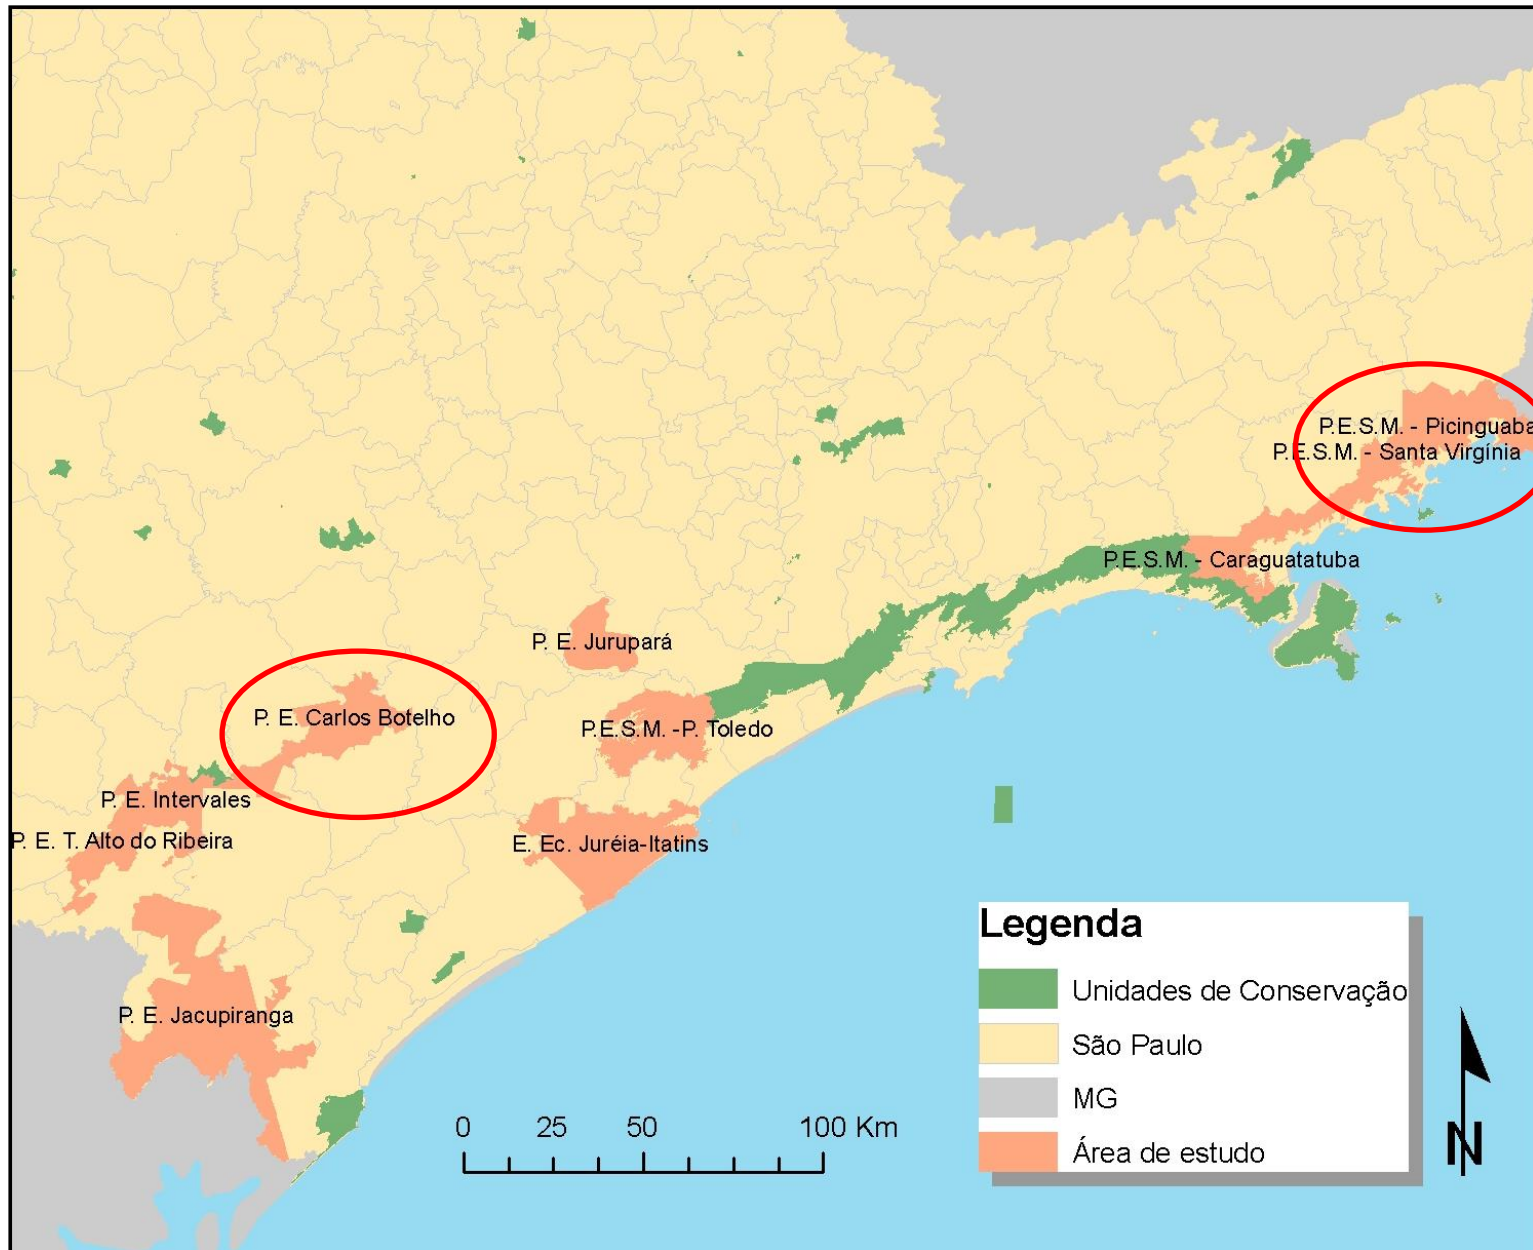 P.E.S.M. - Picinguaba
P.E.S.M. - Santa Virgínia
P.E.S.M. - Caraguatatuba
P. E. Jurupará
P. E. Carlos Botelho
P.E.S.M. -P. Toledo
P. E. Intervales
P. E. T. Alto do Ribeira
E. Ec. Juréia-Itatins
P. E. Jacupiranga
Legenda
Unidades de Conservação
São Paulo
MG
Área de estudo
0 25 50 100 Km
N